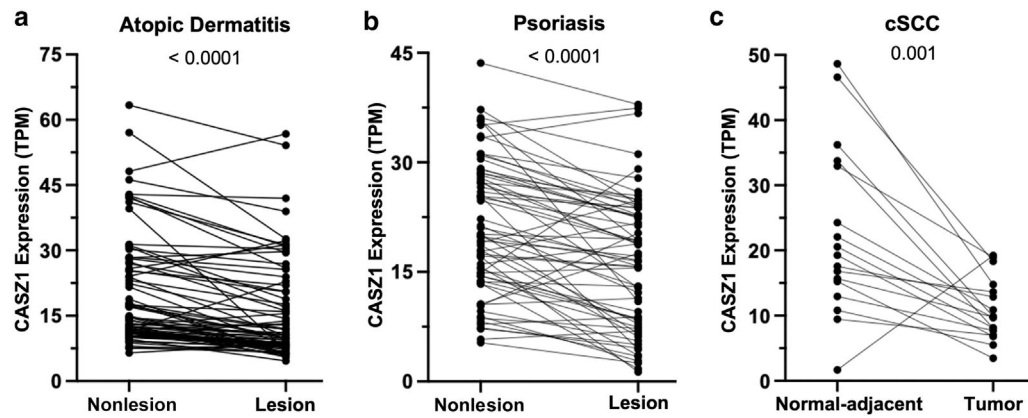 a
Atopic Dermatitis
< 0.0001
CASZ1 Expression (TPM)
75
60
45
30
15
0
Nonlesion
Lesion
b
Psoriasis
< 0.0001
CASZ1 Expression (TPM)
45
30
15
0
Nonlesion
Lesion
c
cSCC
0.001
CASZ1 Expression (TPM)
50
40
30
20
10
0
Normal-adjacent
Tumor